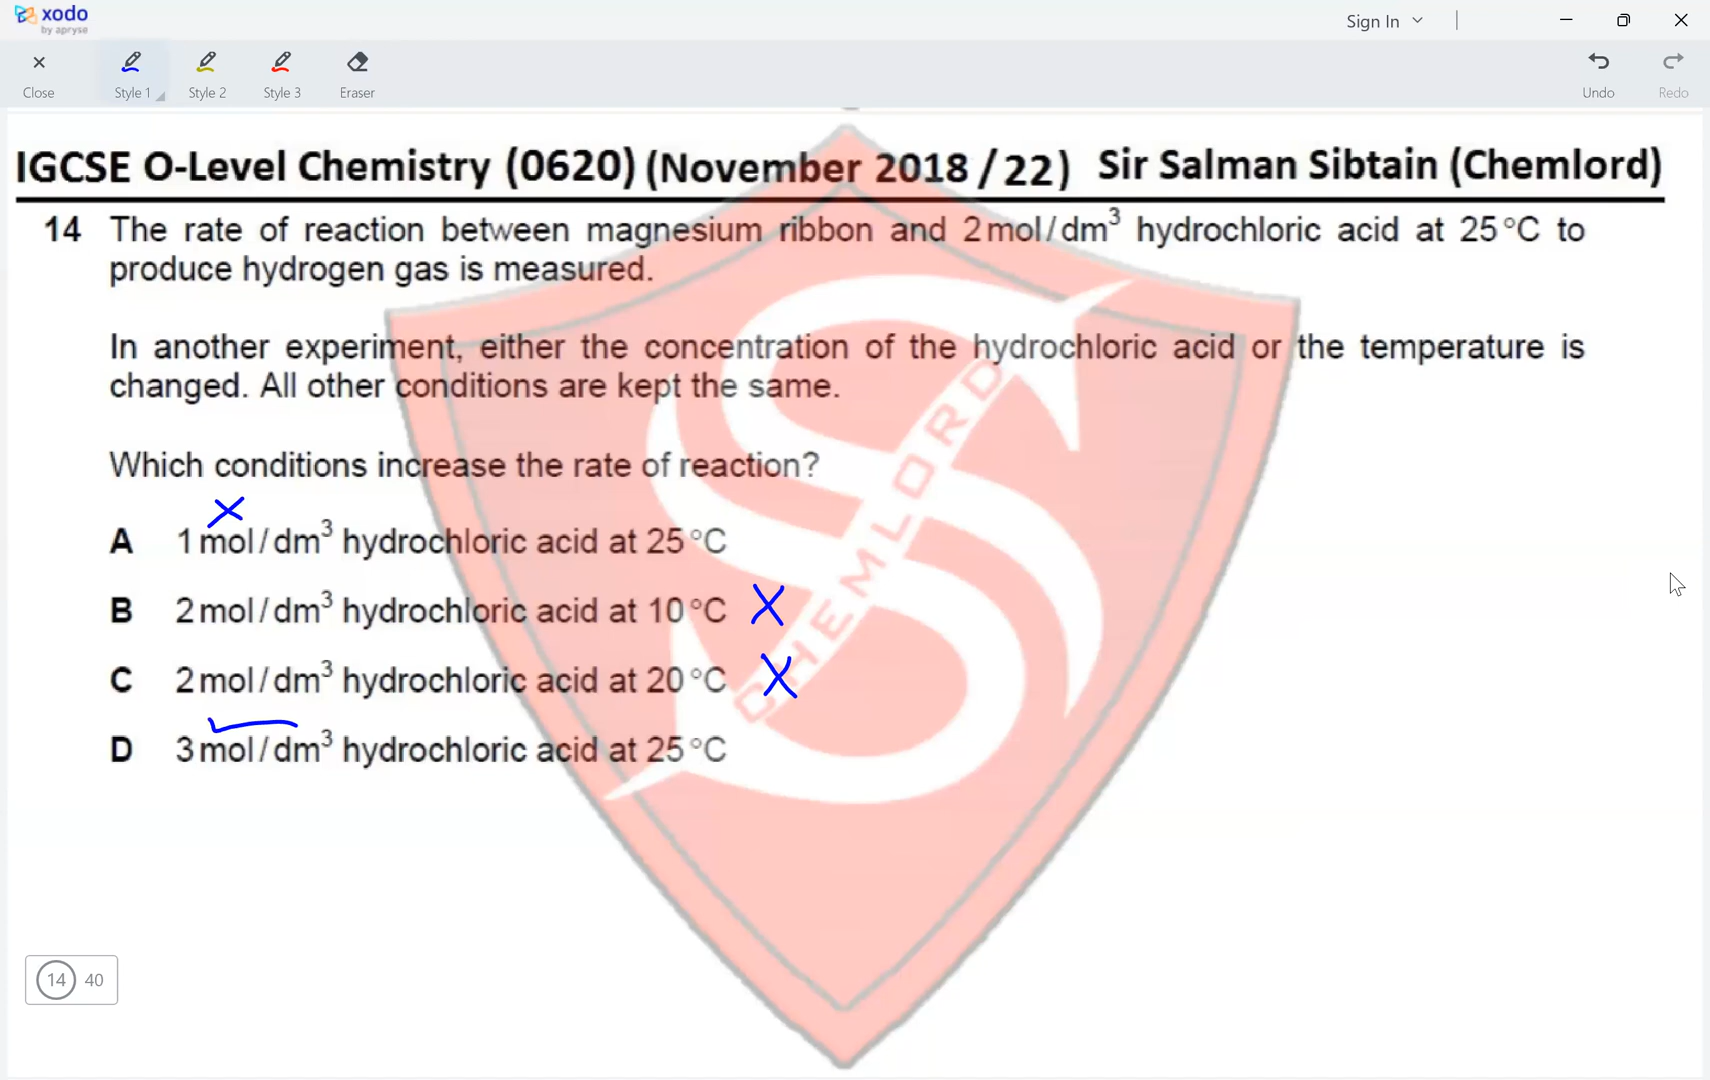 xodo
by apryse
Sign In
Close
Style 1
Style 2
Style 3
Eraser
Undo
Redo
IGCSE O-Level Chemistry (0620) (November 2018 / 22) Sir Salman Sibtain (Chemlord)
14 The rate of reaction between magnesium ribbon and 2 mol/dm³ hydrochloric acid at 25 °C to
produce hydrogen gas is measured.
In another experiment, either the concentration of the hydrochloric acid or the temperature is
changed. All other conditions are kept the same.
Which conditions increase the rate of reaction?
A 1 mol/dm³ hydrochloric acid at 25 °C
B 2 mol/dm³ hydrochloric acid at 10 °C
C 2 mol/dm³ hydrochloric acid at 20 °C
D 3 mol/dm³ hydrochloric acid at 25 °C
CHEMLORD
14 40